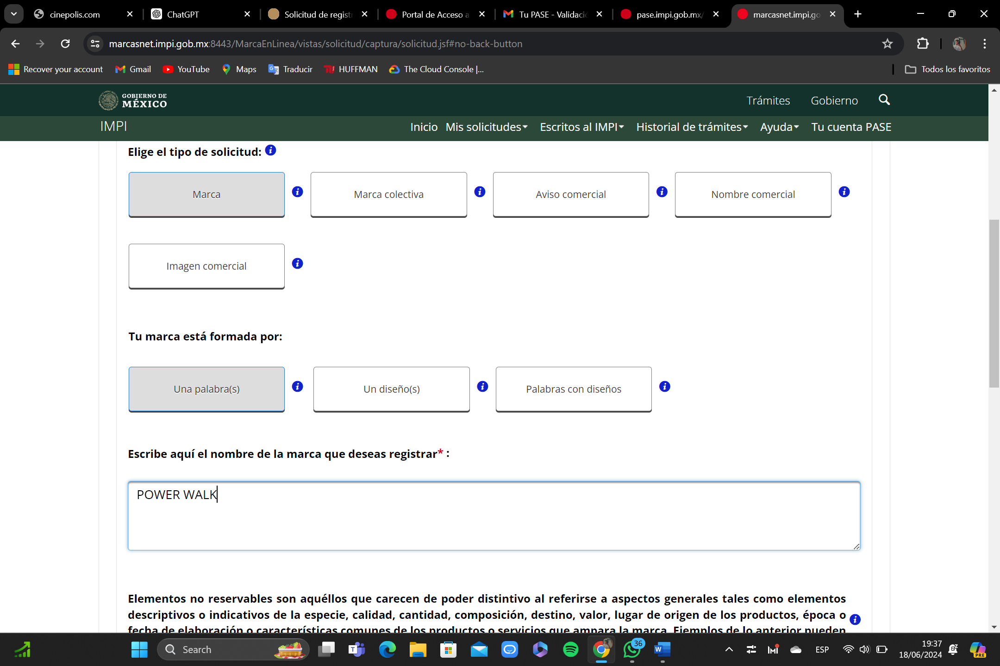 cinepolis.com
ChatGPT
Solicitud de registr
Portal de Acceso a
Tu PASE - Validaci
pase.impi.gob.mx/
marcasnet.impi.go
marcasnet.impi.gob.mx:8443/MarcaEnLinea/vistas/solicitud/captura/solicitud.jsf#no-back-button
Recover your account
Gmail
YouTube
Maps
Traducir
HUFFMAN
The Cloud Console |...
Todos los favoritos
GOBIERNO DE
MÉXICO
Trámites
Gobierno
IMPI
Inicio
Mis solicitudes
Escritos al IMPI
Historial de trámites
Ayuda
Tu cuenta PASE
Elige el tipo de solicitud:
Marca
Marca colectiva
Aviso comercial
Nombre comercial
Imagen comercial
Tu marca está formada por:
Una palabra(s)
Un diseño(s)
Palabras con diseños
Escribe aquí el nombre de la marca que deseas registrar* :
POWER WALK
Elementos no reservables son aquéllos que carecen de poder distintivo al referirse a aspectos generales tales como elementos
descriptivos o indicativos de la especie, calidad, cantidad, composición, destino, valor, lugar de origen de los productos, época o
fecha de elaboración o características comunes de los productos o servicios que ampara la marca. Ejemplos de lo anterior pueden
Search
36
ESP
19:37
18/06/2024
PRE